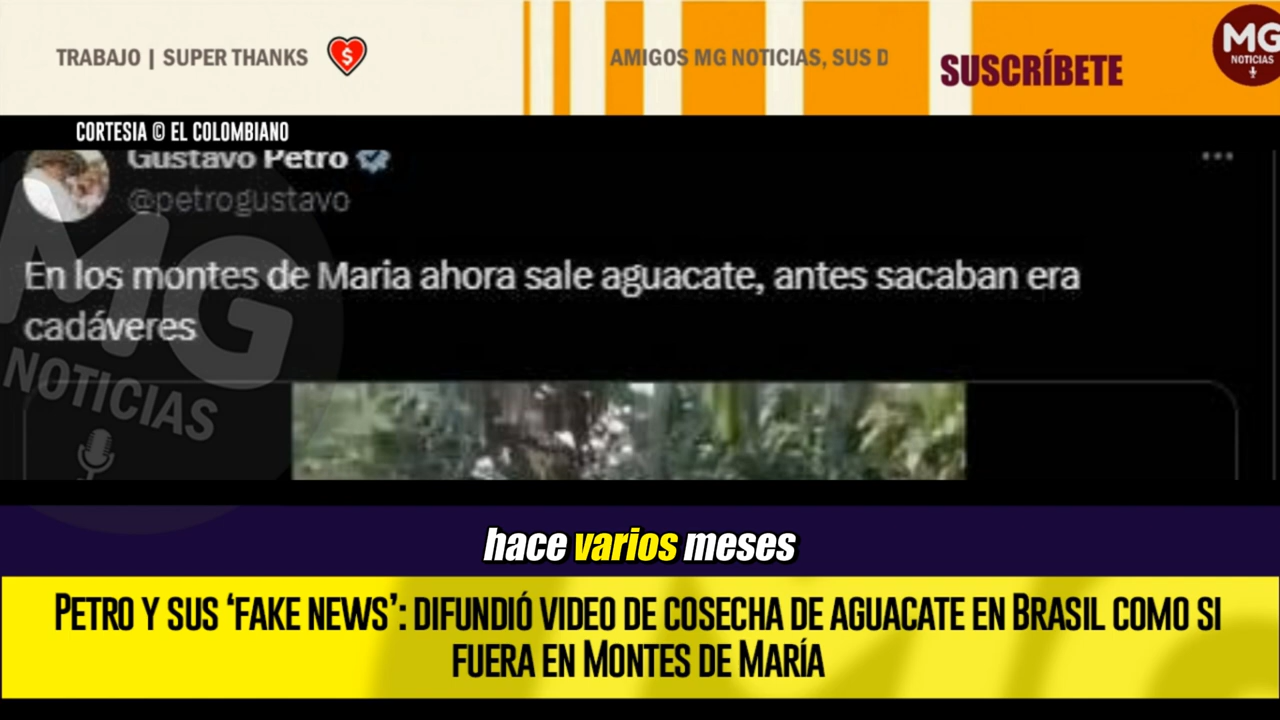 TRABAJO | SUPER THANKS
AMIGOS MG NOTICIAS, SUS D
SUSCRÍBETE
MG
NOTICIAS
CORTESIA © EL COLOMBIANO
Gustavo Petro
@petrogustavo
En los montes de Maria ahora sale aguacate, antes sacaban era
cadáveres
MG
NOTICIAS
hace varios meses
PETRO Y SUS ‘FAKE NEWS’: DIFUNDIÓ VIDEO DE COSECHA DE AGUACATE EN BRASIL COMO SI
FUERA EN MONTES DE MARÍA